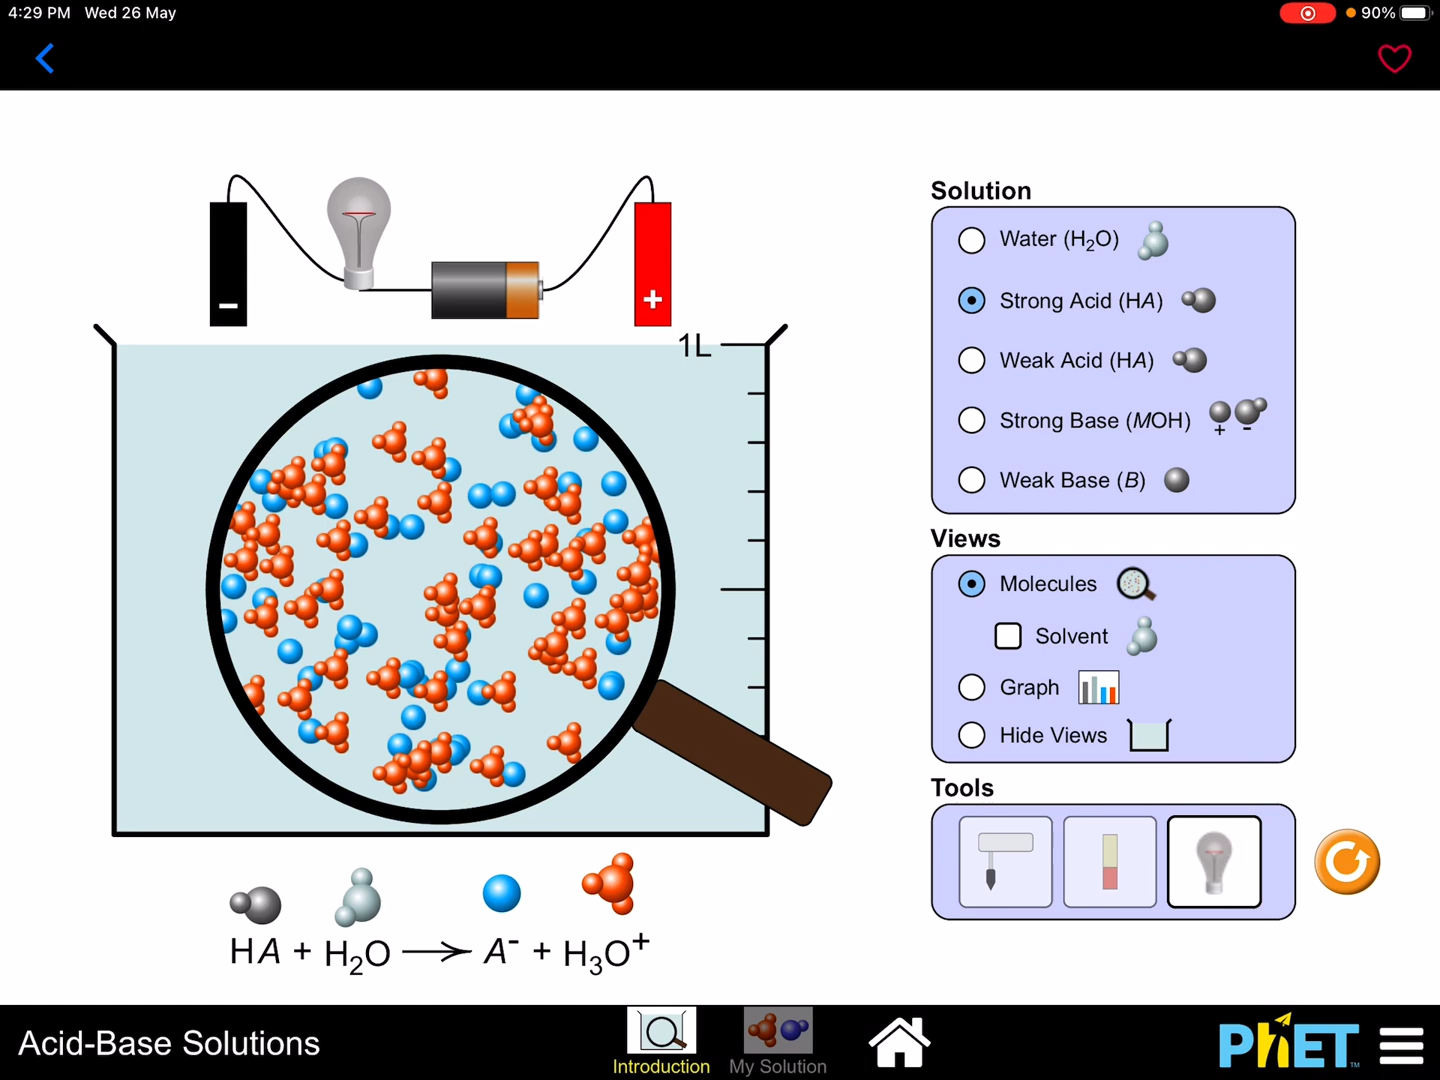 4:29 PM Wed 26 May
90%
1L
−
+
Solution
Water (H₂O)
Strong Acid (HA)
Weak Acid (HA)
Strong Base (MOH)
+ -
Weak Base (B)
Views
Molecules
Solvent
Graph
Hide Views
Tools
HA + H₂O → A⁻ + H₃O⁺
Acid-Base Solutions
Introduction
My Solution
PhET™